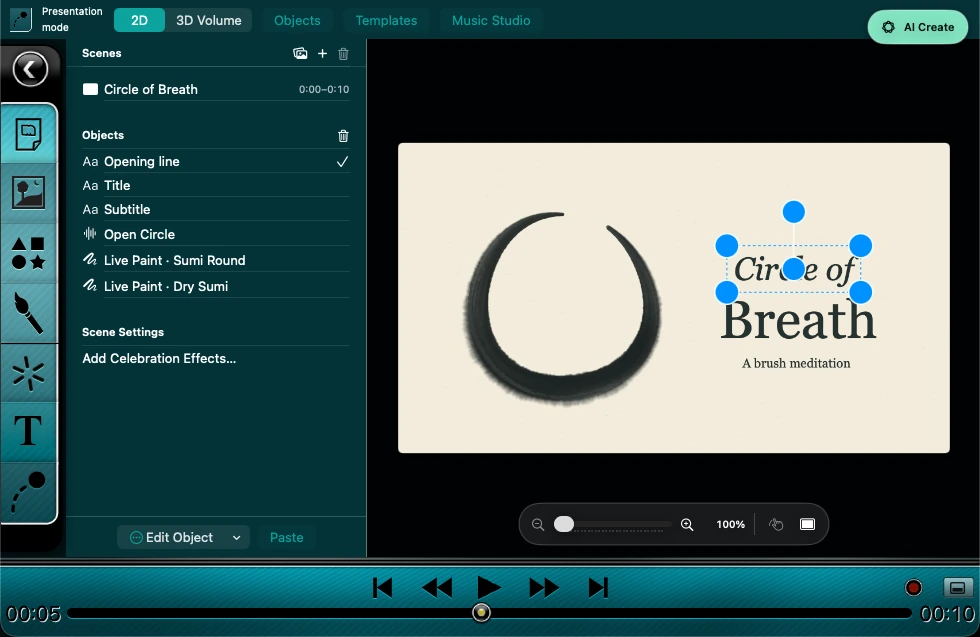 Presentation
mode
2D
3D Volume
Objects
Templates
Music Studio
AI Create
Scenes
Circle of Breath
0:00–0:10
Objects
Aa Opening line
Aa Title
Aa Subtitle
Open Circle
Live Paint · Sumi Round
Live Paint · Dry Sumi
Scene Settings
Add Celebration Effects...
Edit Object
Paste
Circle of
Breath
A brush meditation
100%
T
00:05
00:10